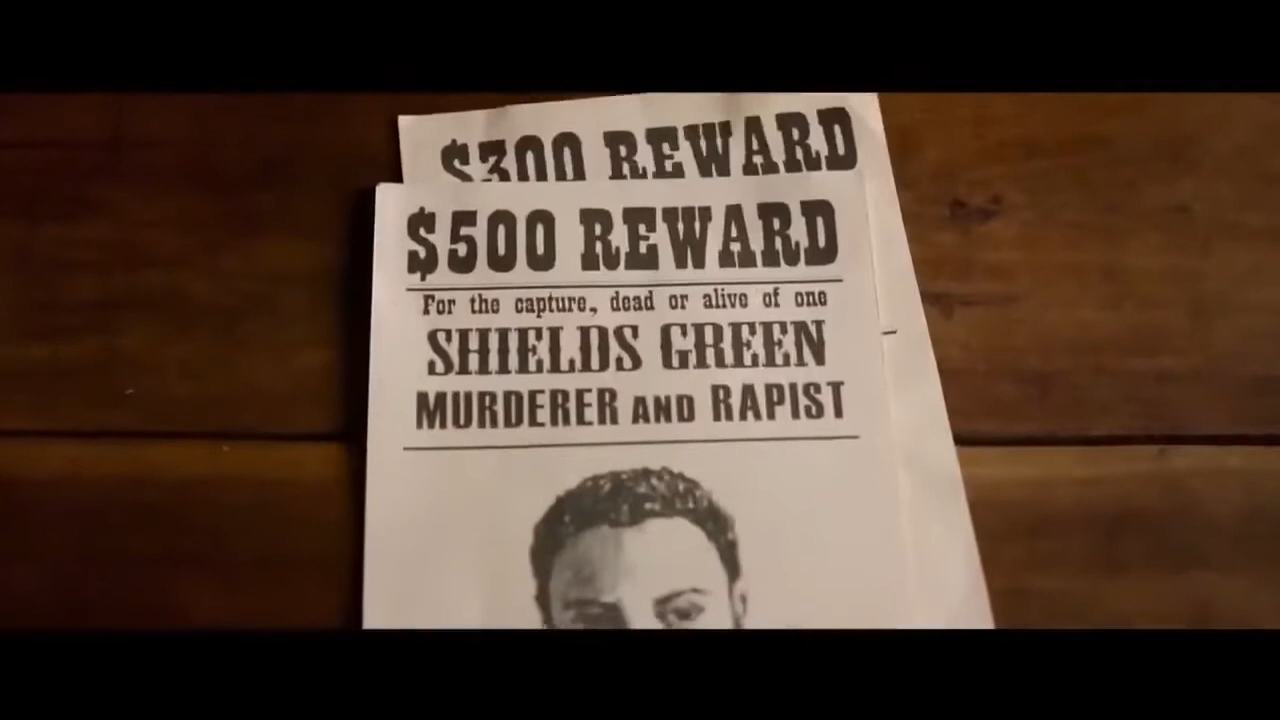 $300 REWARD
$500 REWARD
For the capture, dead or alive of one
SHIELDS GREEN
MURDERER AND RAPIST